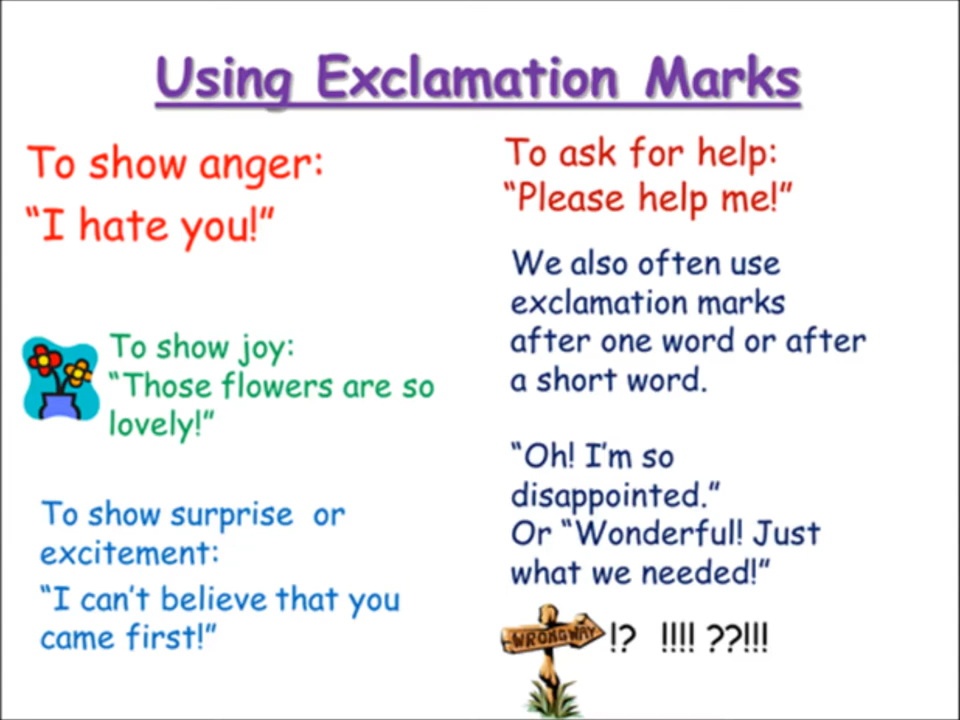 Using Exclamation Marks
To show anger:
“I hate you!”
To show joy:
“Those flowers are so
lovely!”
To show surprise or
excitement:
“I can’t believe that you
came first!”
To ask for help:
“Please help me!”
We also often use
exclamation marks
after one word or after
a short word.
“Oh! I’m so
disappointed.”
Or “Wonderful! Just
what we needed!”
WRONG WAY
!? !!!! ??!!!